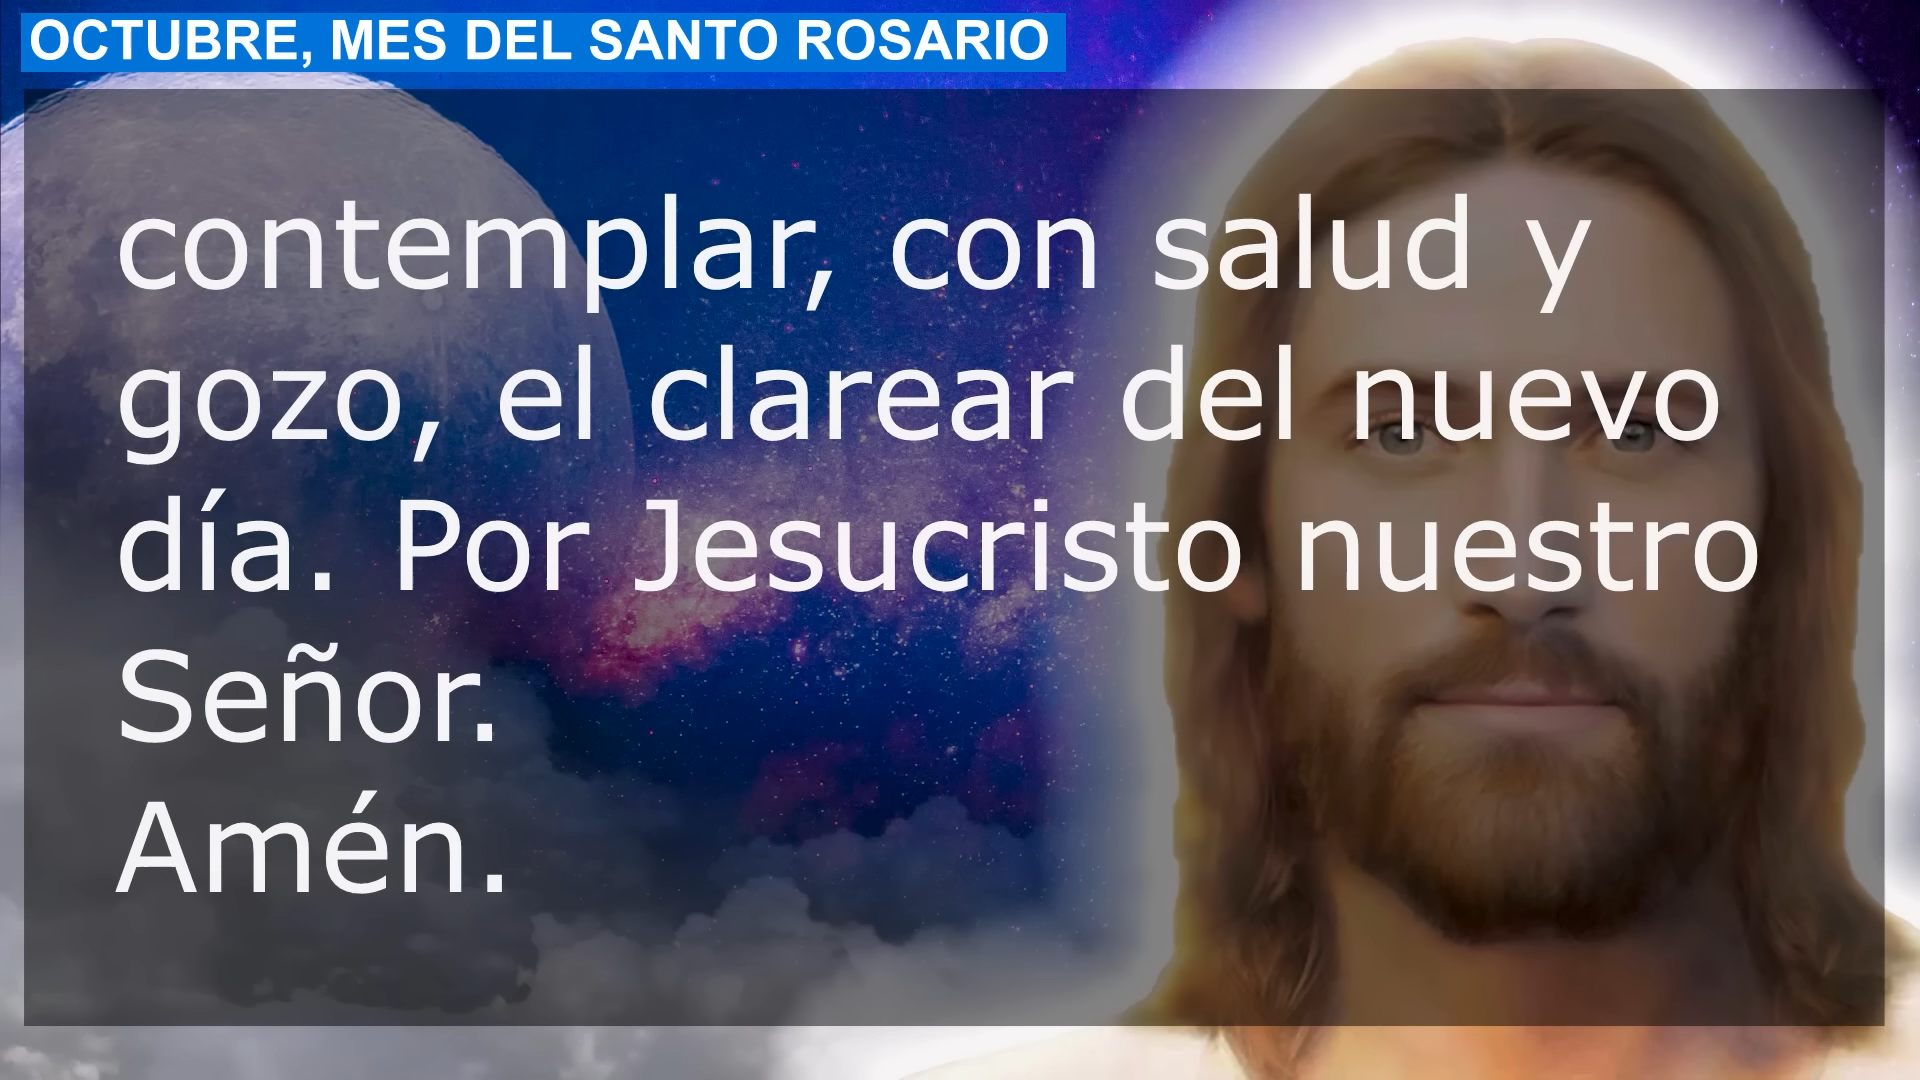 OCTUBRE, MES DEL SANTO ROSARIO
contemplar, con salud y
gozo, el clarear del nuevo
día. Por Jesucristo nuestro
Señor.
Amén.